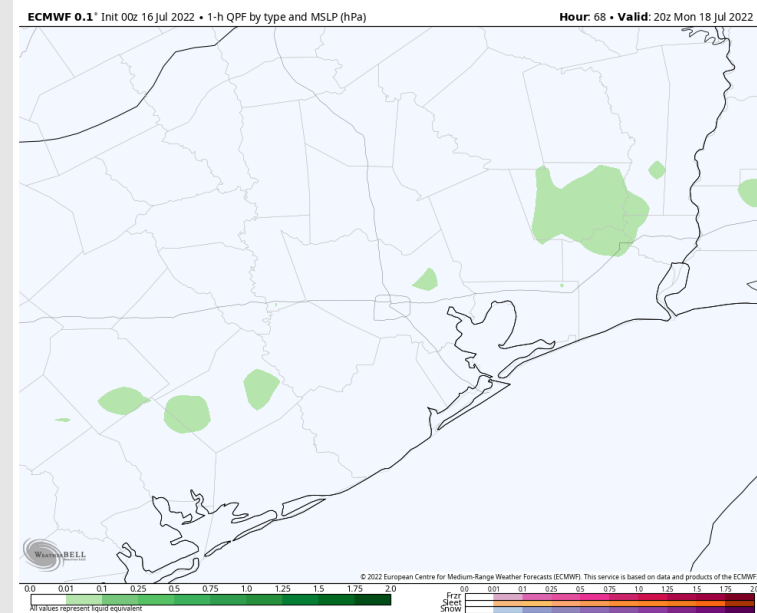 ECMWF 0.1° Init 00z 16 Jul 2022 • 1-h QPF by type and MSLP (hPa)
Hour: 68 • Valid: 20z Mon 18 Jul 2022
WEATHERBELL
© 2022 European Centre for Medium-Range Weather Forecasts (ECMWF). This service is based on data and products of the ECMWF
0.0 0.01 0.1 0.25 0.5 0.75 1.0 1.25 1.5 1.75 2.0
All values represent liquid equivalent
0.0 0.01 0.1 0.25 0.5 0.75 1.0 1.25 1.5 1.75 2.0
Frzr
Sleet
Snow